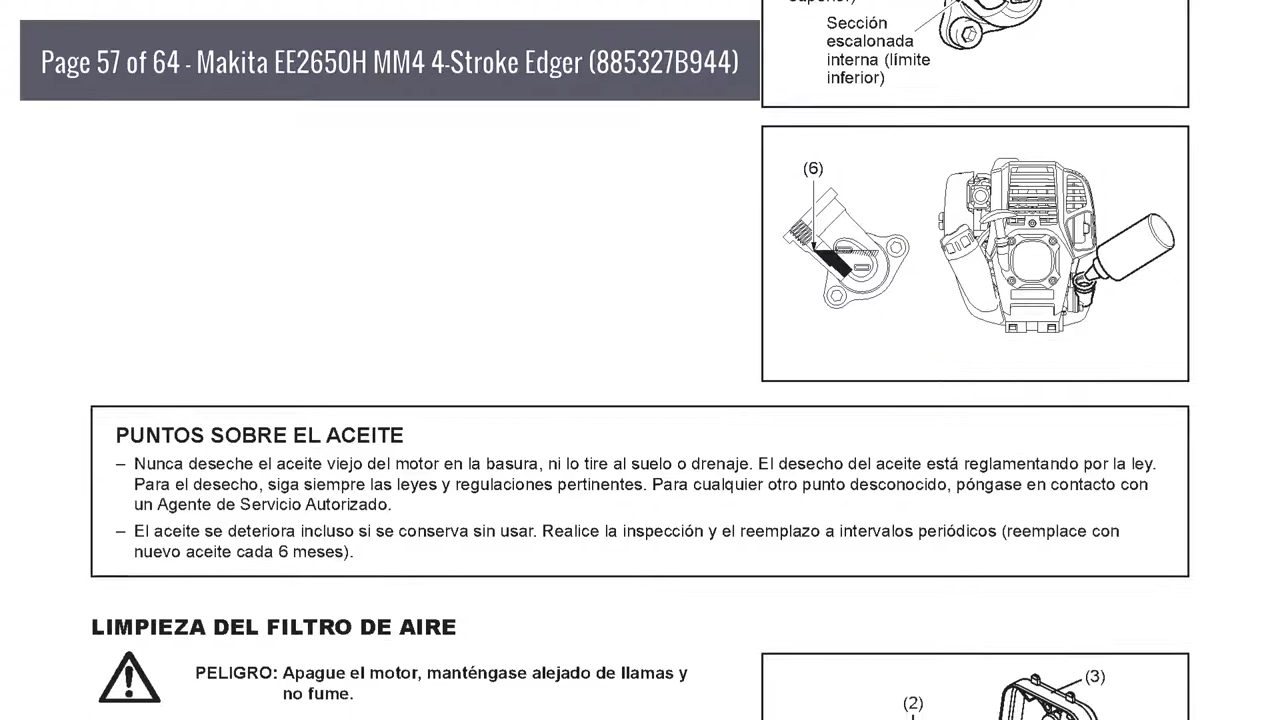 superior)
Sección
escalonada
interna (límite
inferior)
Page 57 of 64 - Makita EE2650H MM4 4-Stroke Edger (885327B944)
(6)
PUNTOS SOBRE EL ACEITE
– Nunca deseche el aceite viejo del motor en la basura, ni lo tire al suelo o drenaje. El desecho del aceite está reglamentando por la ley.
Para el desecho, siga siempre las leyes y regulaciones pertinentes. Para cualquier otro punto desconocido, póngase en contacto con
un Agente de Servicio Autorizado.
– El aceite se deteriora incluso si se conserva sin usar. Realice la inspección y el reemplazo a intervalos periódicos (reemplace con
nuevo aceite cada 6 meses).
LIMPIEZA DEL FILTRO DE AIRE
PELIGRO: Apague el motor, manténgase alejado de llamas y
no fume.
(3)
(2)